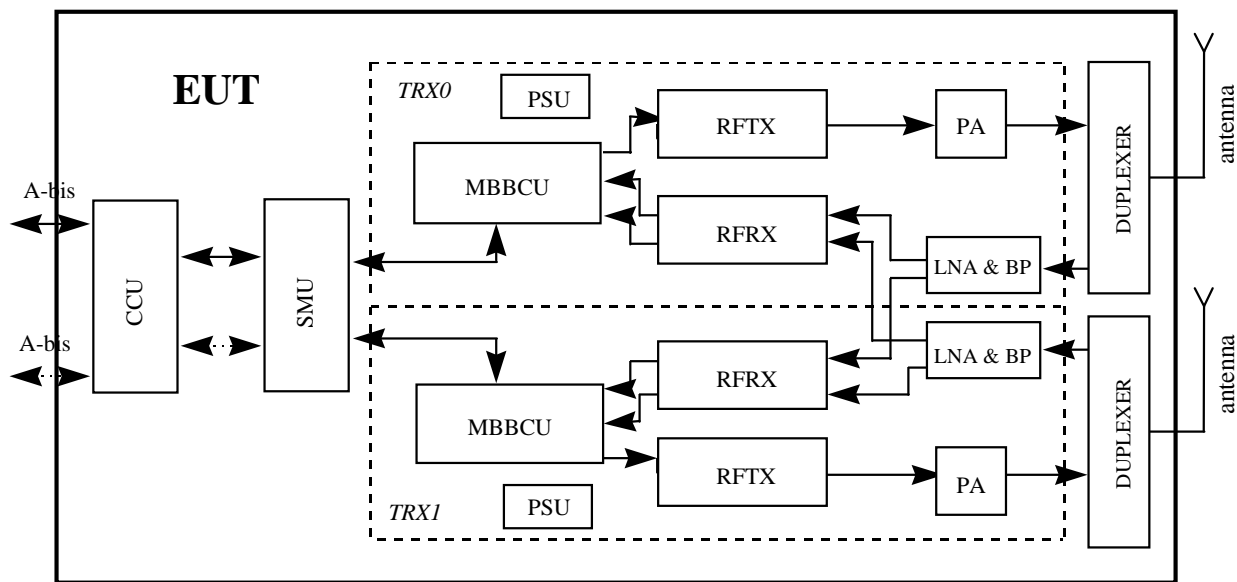 EUT
TRX0
PSU
RFTX
PA
DUPLEXER
antenna
MBBCU
A-bis
RFRX
LNA & BP
CCU
SMU
A-bis
LNA & BP
RFRX
MBBCU
DUPLEXER
antenna
RFTX
PA
PSU
TRX1